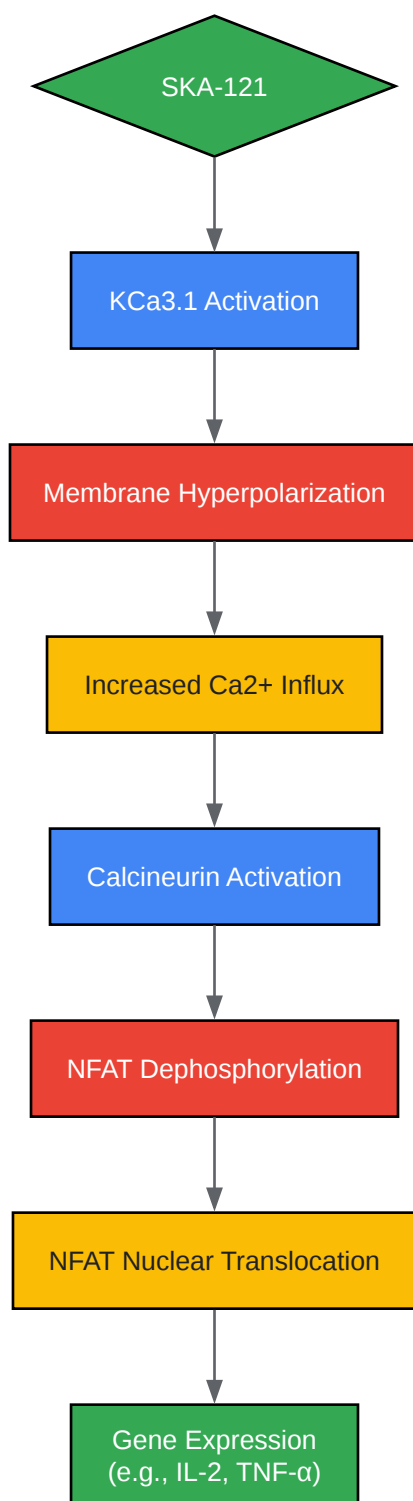 SKA-121
KCa3.1 Activation
Membrane Hyperpolarization
Increased Ca2+ Influx
Calcineurin Activation
NFAT Dephosphorylation
NFAT Nuclear Translocation
Gene Expression
(e.g., IL-2, TNF-α)